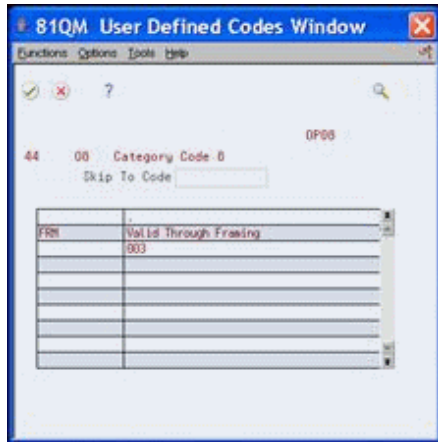 81QM User Defined Codes Window
Functions Options Tools Help
?
OP08
44 08 Category Code 8
Skip To Code
.
FRM Valid Through Framing
003